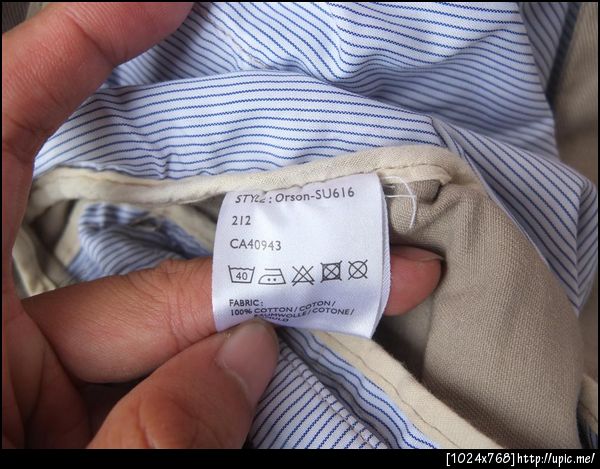 STYLE : Orson-SU616
212
CA40943
40
FABRIC :
100% COTTON / COTON /
BAUMWOLLE / COTONE /
[1024x768]http://upic.me/